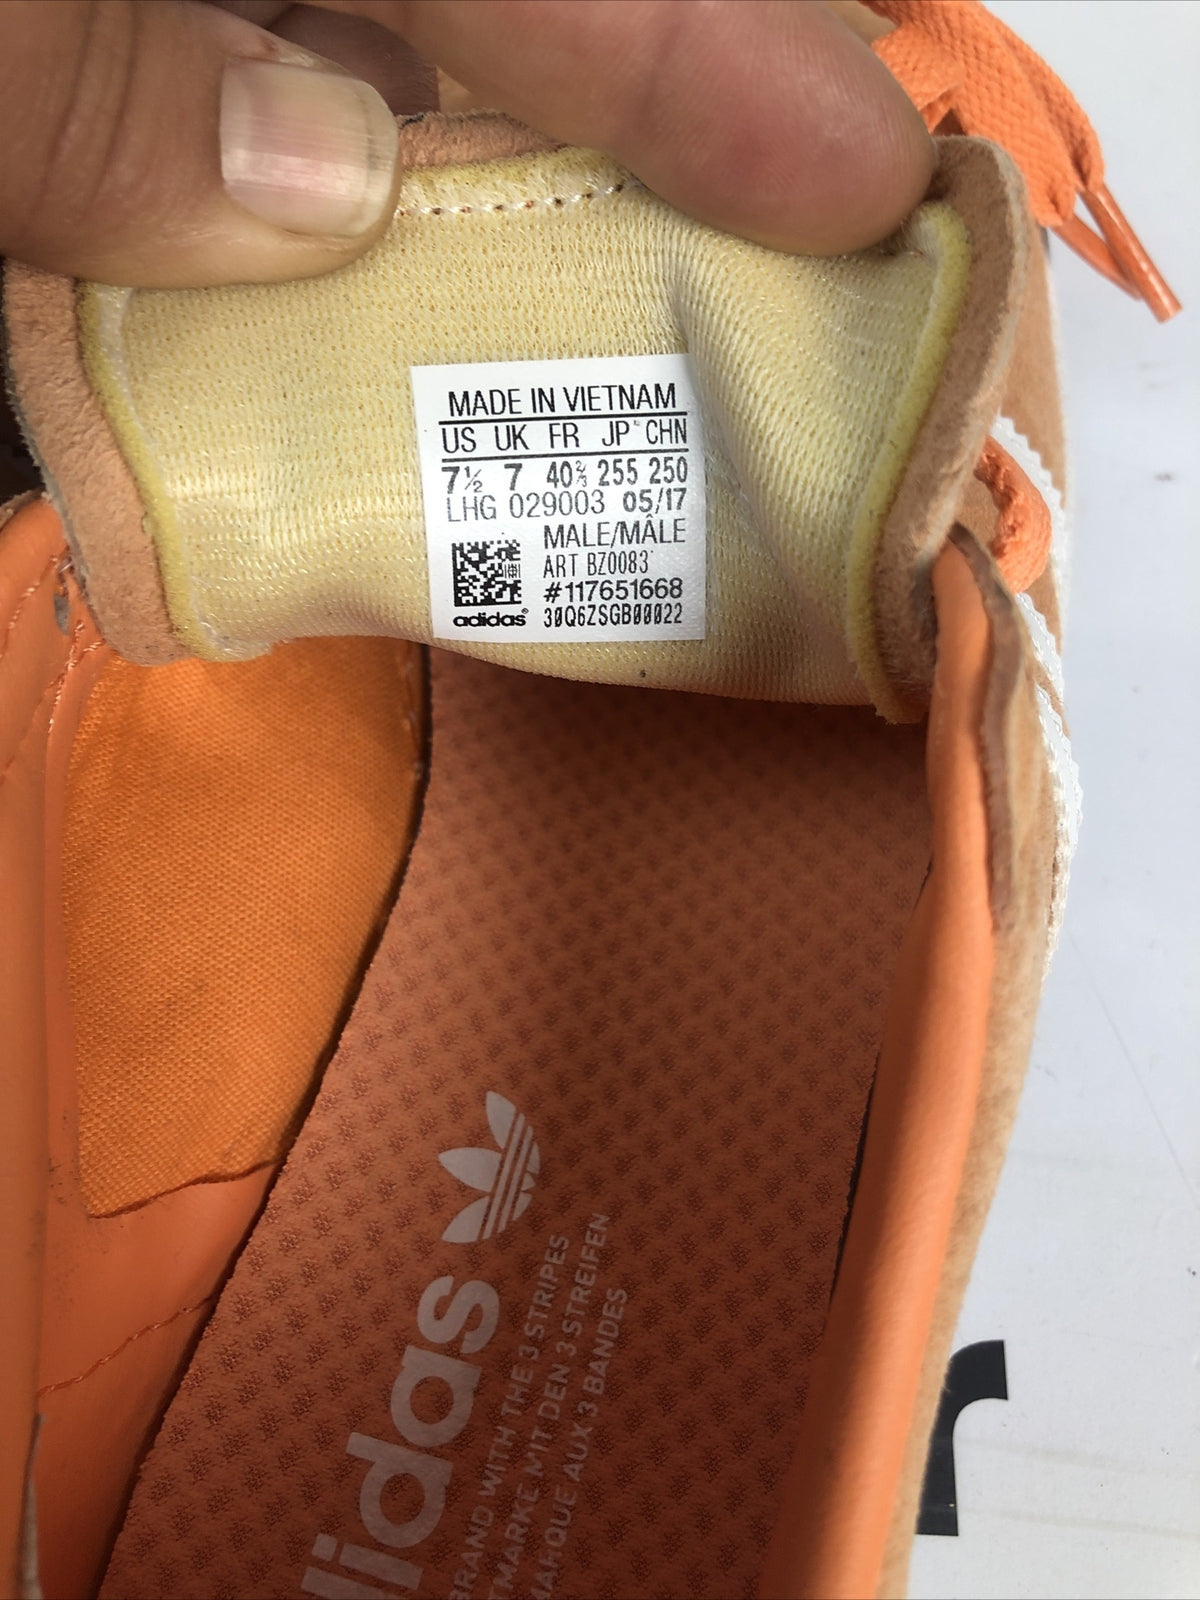 MADE IN VIETNAM
US UK FR JP CHN
7½ 7 40⅔ 255 250
LHG 029003 05/17
MALE/MÂLE
ART BZ0083
#117651668
adidas® 30Q6ZSGB00022
adidas
BRAND WITH THE 3 STRIPES
MARKE MIT DEN 3 STREIFEN
MARQUE AUX 3 BANDES